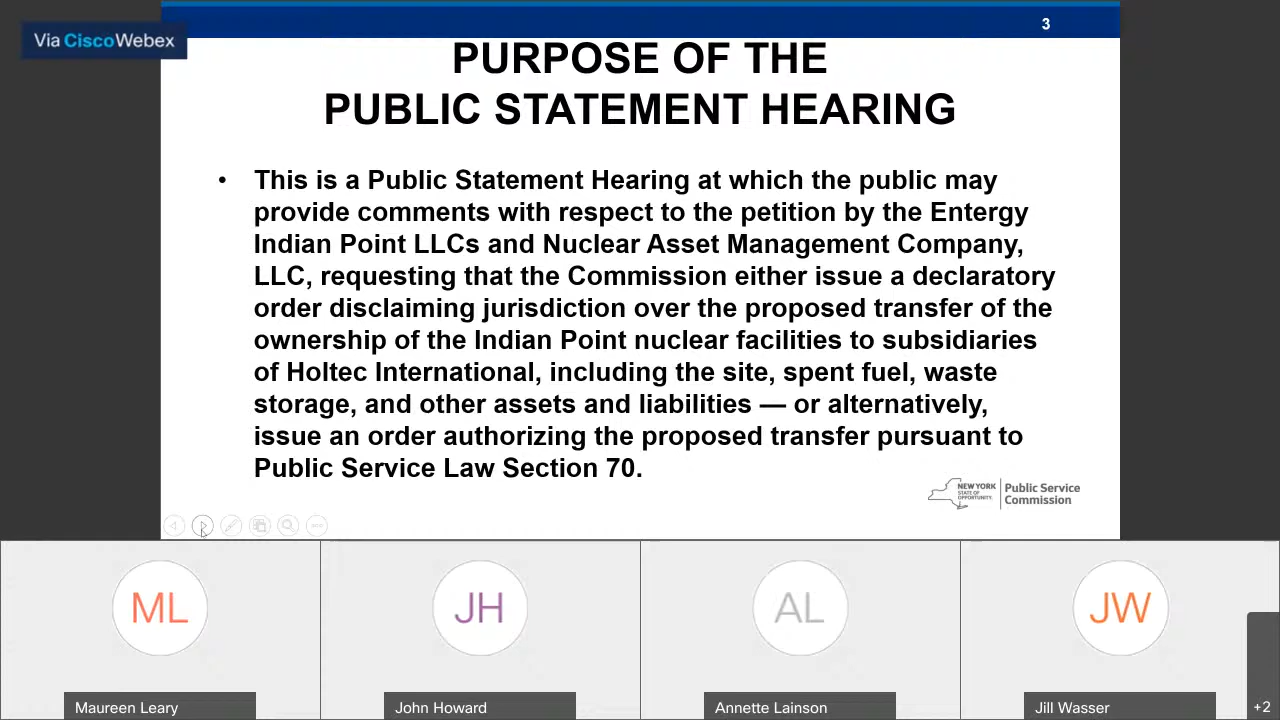 Via CiscoWebex
3
PURPOSE OF THE
PUBLIC STATEMENT HEARING
• This is a Public Statement Hearing at which the public may
provide comments with respect to the petition by the Entergy
Indian Point LLCs and Nuclear Asset Management Company,
LLC, requesting that the Commission either issue a declaratory
order disclaiming jurisdiction over the proposed transfer of the
ownership of the Indian Point nuclear facilities to subsidiaries
of Holtec International, including the site, spent fuel, waste
storage, and other assets and liabilities — or alternatively,
issue an order authorizing the proposed transfer pursuant to
Public Service Law Section 70.
NEW YORK
STATE OF
OPPORTUNITY.
Public Service
Commission
ML
JH
AL
JW
Maureen Leary
John Howard
Annette Lainson
Jill Wasser
+2